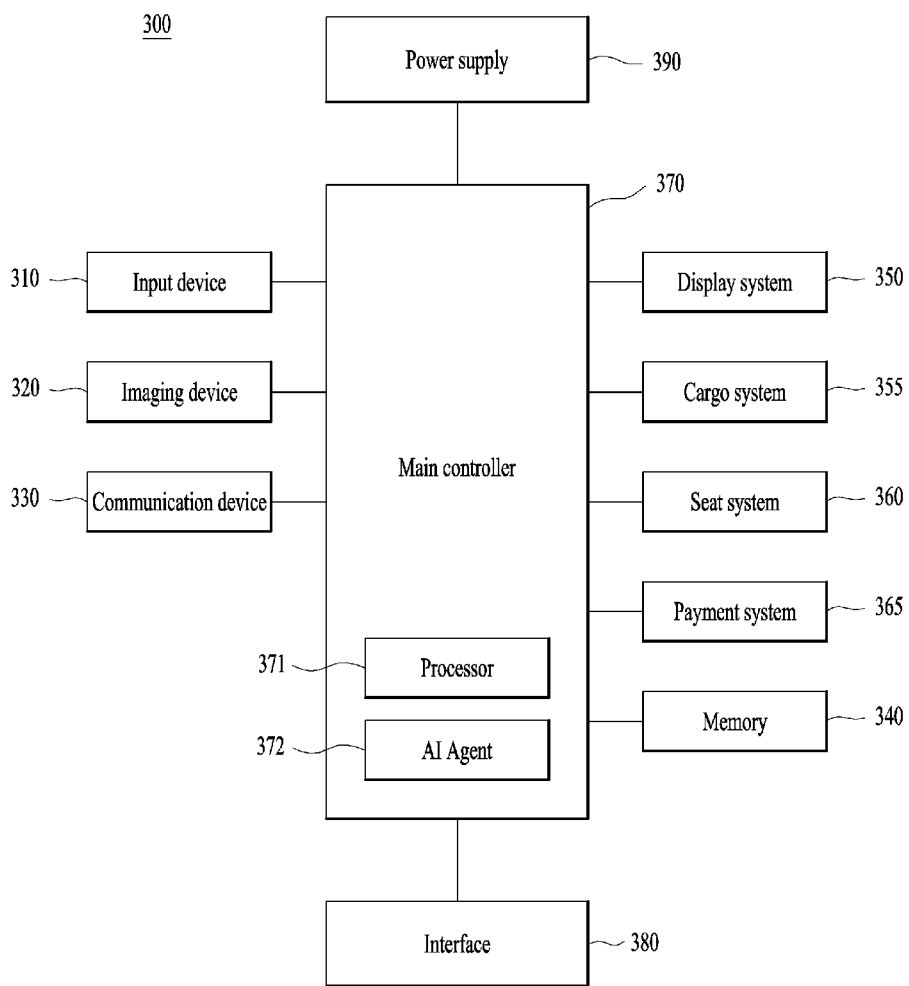 300
Power supply
390
370
310
Input device
Display system
350
320
Imaging device
Cargo system
355
Main controller
330
Communication device
Seat system
360
Payment system
365
371
Processor
Memory
340
372
AI Agent
Interface
380